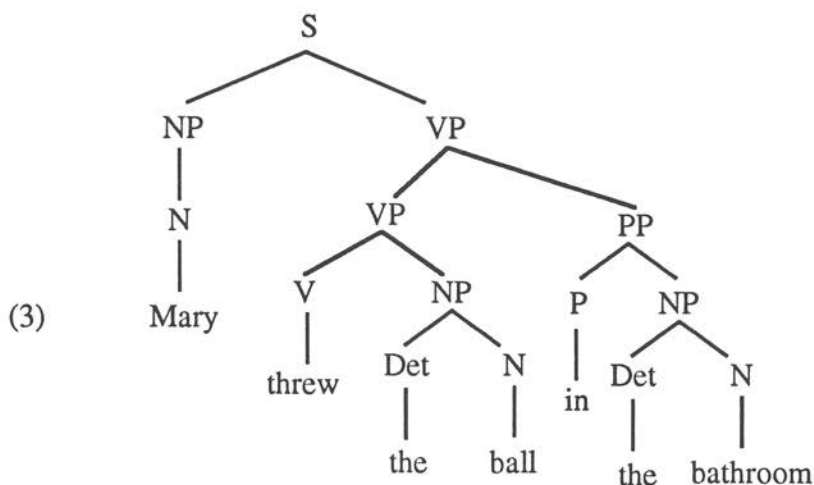 S
NP VP
N VP PP
(3) Mary V NP P NP
threw Det N in Det N
the ball the bathroom